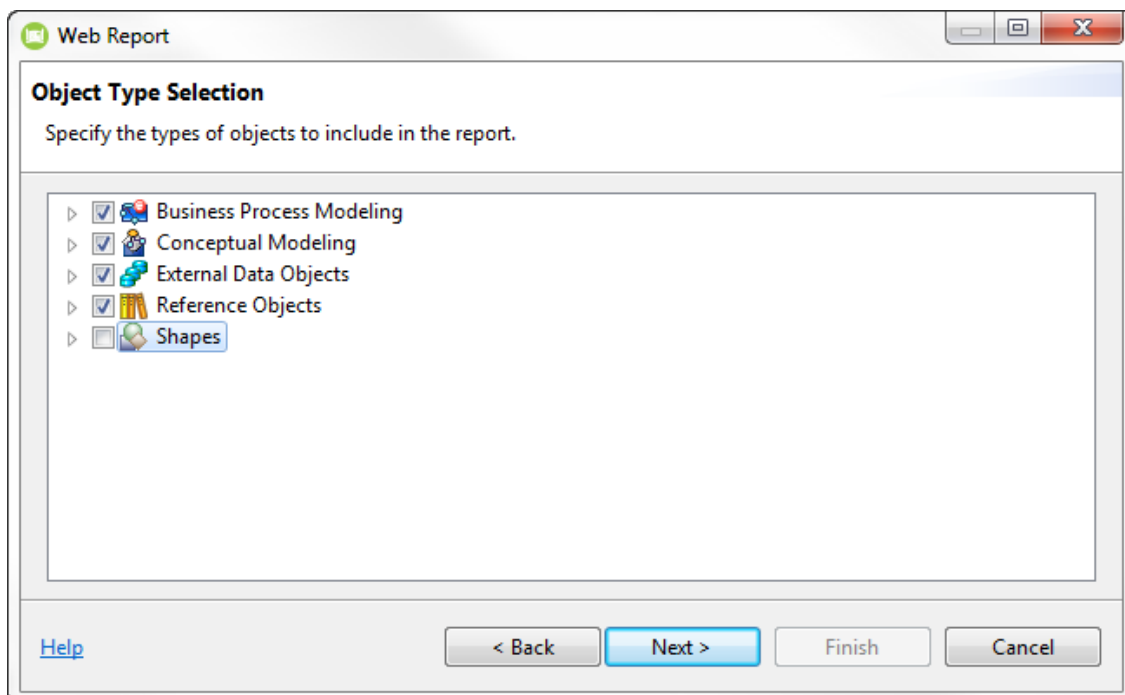 Web Report
Object Type Selection
Specify the types of objects to include in the report.
Business Process Modeling
Conceptual Modeling
External Data Objects
Reference Objects
Shapes
Help < Back Next > Finish Cancel